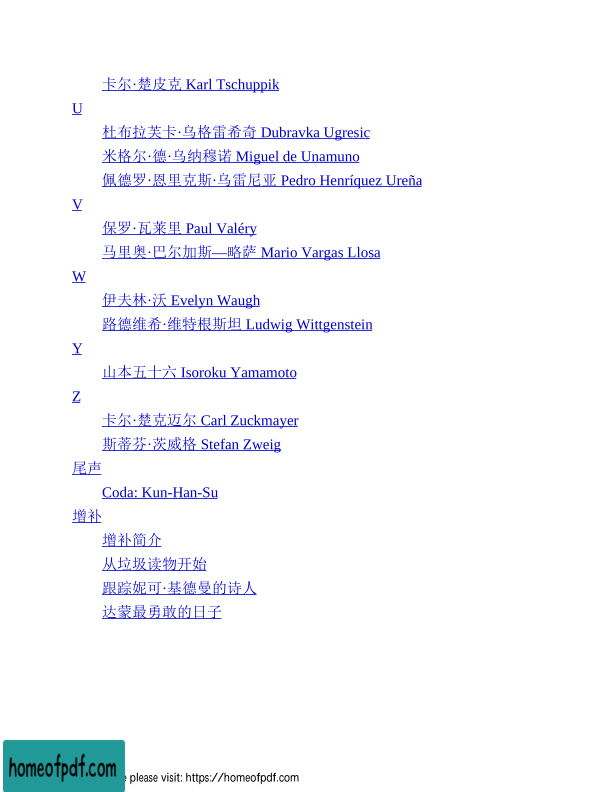 卡尔·楚皮克 Karl Tschuppik
U
杜布拉芙卡·乌格雷希奇 Dubravka Ugresic
米格尔·德·乌纳穆诺 Miguel de Unamuno
佩德罗·恩里克斯·乌雷尼亚 Pedro Henríquez Ureña
V
保罗·瓦莱里 Paul Valéry
马里奥·巴尔加斯—略萨 Mario Vargas Llosa
W
伊夫林·沃 Evelyn Waugh
路德维希·维特根斯坦 Ludwig Wittgenstein
Y
山本五十六 Isoroku Yamamoto
Z
卡尔·楚克迈尔 Carl Zuckmayer
斯蒂芬·茨威格 Stefan Zweig
尾声
Coda: Kun-Han-Su
增补
增补简介
从垃圾读物开始
跟踪妮可·基德曼的诗人
达蒙最勇敢的日子
homeofpdf.com
please visit: https://homeofpdf.com